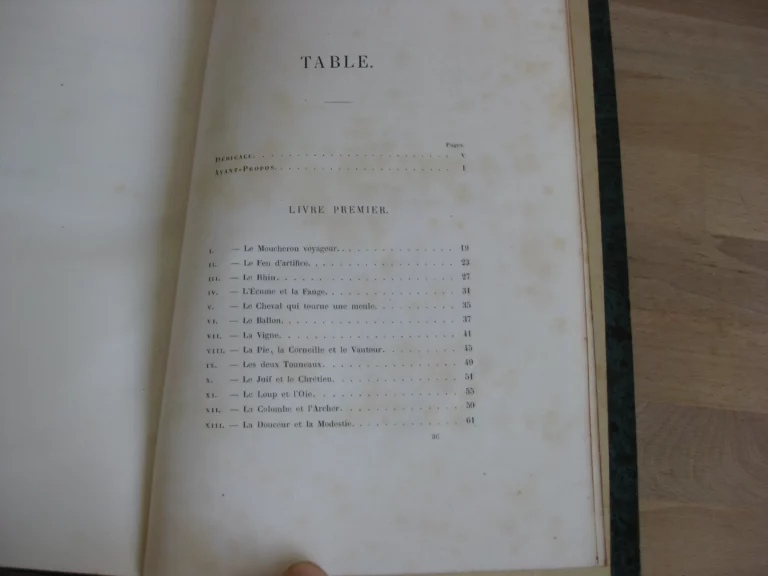 TABLE.
Pages
DÉDICACE. . . . . . . . . . . . . . . . . . . . . . . . v
AVANT-PROPOS. . . . . . . . . . . . . . . . . . . . . . 1
LIVRE PREMIER.
I. — Le Moucheron voyageur. . . . . . . . . . . . . . 19
II. — Le Feu d'artifice. . . . . . . . . . . . . . . . 23
III. — Le Rhin. . . . . . . . . . . . . . . . . . . . 27
IV. — L'Écume et la Fange. . . . . . . . . . . . . . . 31
V. — Le Cheval qui tourne une meule. . . . . . . . . . 35
VI. — Le Ballon. . . . . . . . . . . . . . . . . . . . 37
VII. — La Vigne. . . . . . . . . . . . . . . . . . . . 41
VIII. — La Pie, la Corneille et le Vautour. . . . . . . 45
IX. — Les deux Tonneaux. . . . . . . . . . . . . . . . 49
X. — Le Juif et le Chrétien. . . . . . . . . . . . . . 51
XI. — Le Loup et l'Oie. . . . . . . . . . . . . . . . 55
XII. — La Colombe et l'Archer. . . . . . . . . . . . . 59
XIII. — La Douceur et la Modestie. . . . . . . . . . . 61